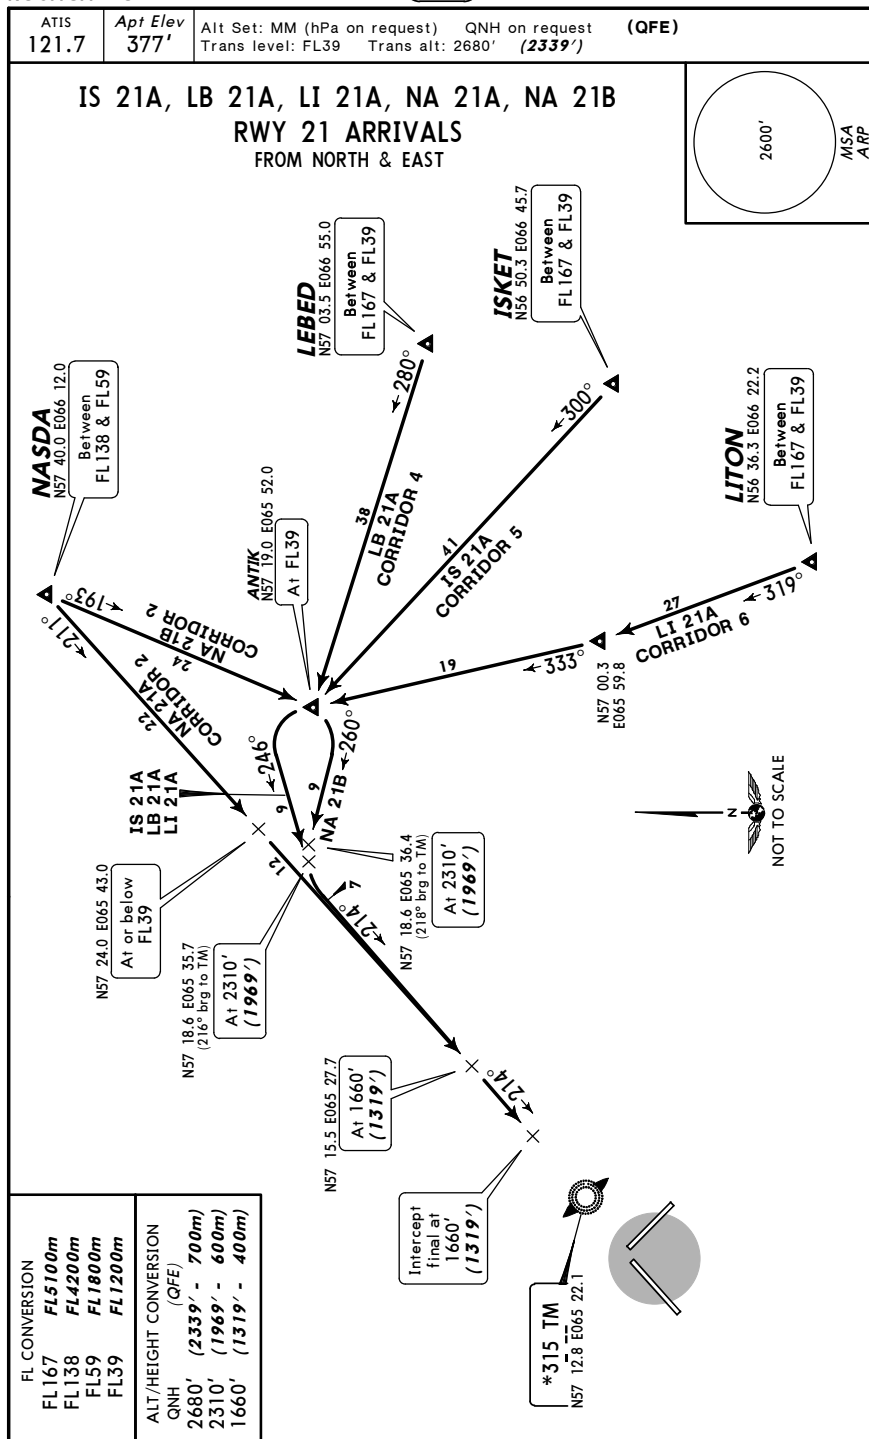 ATIS
121.7
Apt Elev
377'
Alt Set: MM (hPa on request) QNH on request (QFE)
Trans level: FL39 Trans alt: 2680' (2339')
IS 21A, LB 21A, LI 21A, NA 21A, NA 21B
RWY 21 ARRIVALS
FROM NORTH & EAST
2600'
MSA
ARP
NASDA
N57 40.0 E066 12.0
Between
FL138 & FL59
LEBED
N57 03.5 E066 55.0
Between
FL167 & FL39
ISKET
N56 50.3 E066 45.7
Between
FL167 & FL39
LITON
N56 36.3 E066 22.2
Between
FL167 & FL39
ANTIK
N57 19.0 E065 52.0
At FL39
211°
193°
22
NA 21A
CORRIDOR 2
24
NA 21B
CORRIDOR 2
280°
38
LB 21A
CORRIDOR 4
300°
41
IS 21A
CORRIDOR 5
319°
27
LI 21A
CORRIDOR 6
N57 00.3
E065 59.8
333°
19
246°
9
260°
9
NA 21B
IS 21A
LB 21A
LI 21A
N57 24.0 E065 43.0
At or below
FL39
12
N57 18.6 E065 35.7
(216° brg to TM)
At 2310'
(1969')
N57 18.6 E065 36.4
(218° brg to TM)
At 2310'
(1969')
7
214°
N57 15.5 E065 27.7
At 1660'
(1319')
214°
Intercept
final at
1660'
(1319')
*315 TM
N57 12.8 E065 22.1
N
NOT TO SCALE
FL CONVERSION
FL167 FL5100m
FL138 FL4200m
FL59 FL1800m
FL39 FL1200m
ALT/HEIGHT CONVERSION
QNH (QFE)
2680' (2339' - 700m)
2310' (1969' - 600m)
1660' (1319' - 400m)